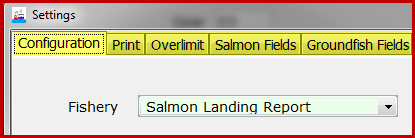 Settings
Configuration Print Overlimit Salmon Fields Groundfish Fields
Fishery Salmon Landing Report